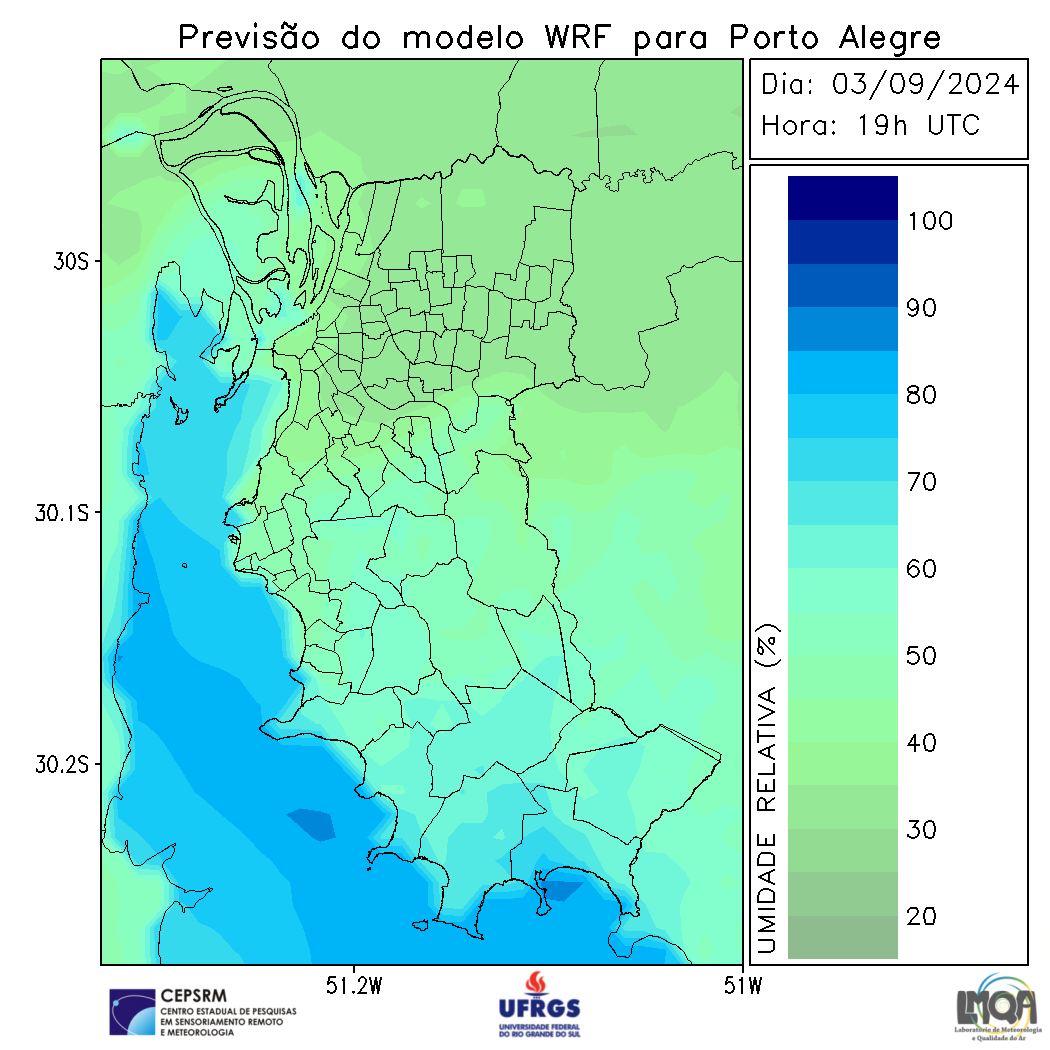 Previsão do modelo WRF para Porto Alegre
Dia: 03/09/2024
Hora: 19h UTC
30S
30.1S
30.2S
51.2W
51W
UMIDADE RELATIVA (%)
100
90
80
70
60
50
40
30
20
CEPSRM
CENTRO ESTADUAL DE PESQUISAS
EM SENSORIAMENTO REMOTO
E METEOROLOGIA
UFRGS
UNIVERSIDADE FEDERAL
DO RIO GRANDE DO SUL
LMQA
Laboratório de Meteorologia
e Qualidade do Ar